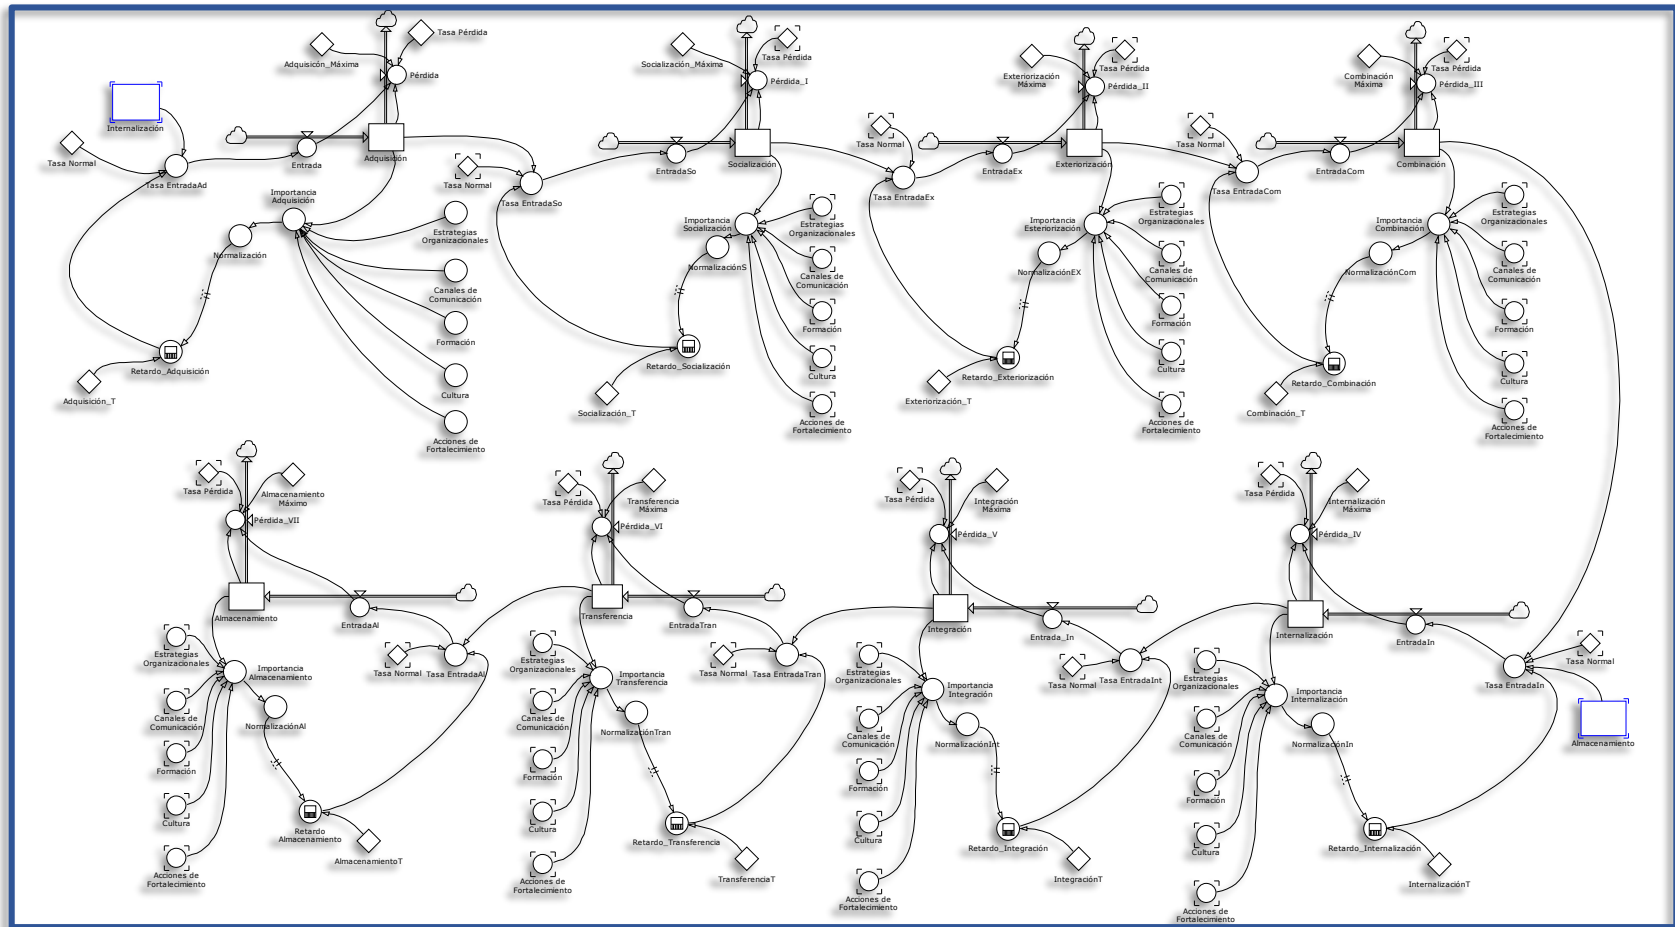 Adquisicón_Máxima
Tasa Pérdida
Pérdida
Internalización
Tasa Normal
Tasa EntradaAd
Entrada
Adquisición
Importancia
Adquisición
Normalización
Estrategias
Organizacionales
Canales de
Comunicación
Formación
Cultura
Acciones de
Fortalecimiento
Retardo_Adquisición
Adquisición_T
Socialización_Máxima
Tasa Pérdida
Pérdida_I
Tasa Normal
Tasa EntradaSo
EntradaSo
Socialización
Importancia
Socialización
NormalizaciónS
Estrategias
Organizacionales
Canales de
Comunicación
Formación
Cultura
Acciones de
Fortalecimiento
Retardo_Socialización
Socialización_T
Exteriorización
Máxima
Tasa Pérdida
Pérdida_II
Tasa Normal
Tasa EntradaEx
EntradaEx
Exteriorización
Importancia
Esteriorización
NormalizaciónEX
Estrategias
Organizacionales
Canales de
Comunicación
Formación
Cultura
Acciones de
Fortalecimiento
Retardo_Exteriorización
Exteriorización_T
Combinación
Máxima
Tasa Pérdida
Pérdida_III
Tasa Normal
Tasa EntradaCom
EntradaCom
Combinación
Importancia
Combinación
NormalizaciónCom
Estrategias
Organizacionales
Canales de
Comunicación
Formación
Cultura
Acciones de
Fortalecimiento
Retardo_Combinación
Combinación_T
Tasa Pérdida
Almacenamiento
Máximo
Pérdida_VII
Almacenamiento
EntradaAl
Tasa Normal
Tasa EntradaAl
Estrategias
Organizacionales
Importancia
Almacenamiento
Canales de
Comunicación
NormalizaciónAl
Formación
Cultura
Retardo
Almacenamiento
AlmacenamientoT
Acciones de
Fortalecimiento
Tasa Pérdida
Transferencia
Máxima
Pérdida_VI
Transferencia
EntradaTran
Tasa Normal
Tasa EntradaTran
Estrategias
Organizacionales
Importancia
Transferencia
Canales de
Comunicación
NormalizaciónTran
Formación
Cultura
Retardo_Transferencia
TransferenciaT
Acciones de
Fortalecimiento
Tasa Pérdida
Integración
Máxima
Pérdida_V
Integración
Entrada_In
Tasa Normal
Tasa EntradaInt
Estrategias
Organizacionales
Importancia
Integración
Canales de
Comunicación
NormalizaciónInt
Formación
Cultura
Retardo_Integración
IntegraciónT
Acciones de
Fortalecimiento
Tasa Pérdida
Internalización
Máxima
Pérdida_IV
Internalización
EntradaIn
Tasa Normal
Tasa EntradaIn
Almacenamiento
Estrategias
Organizacionales
Importancia
Internalización
Canales de
Comunicación
NormalizaciónIn
Formación
Cultura
Retardo_Internalización
InternalizaciónT
Acciones de
Fortalecimiento